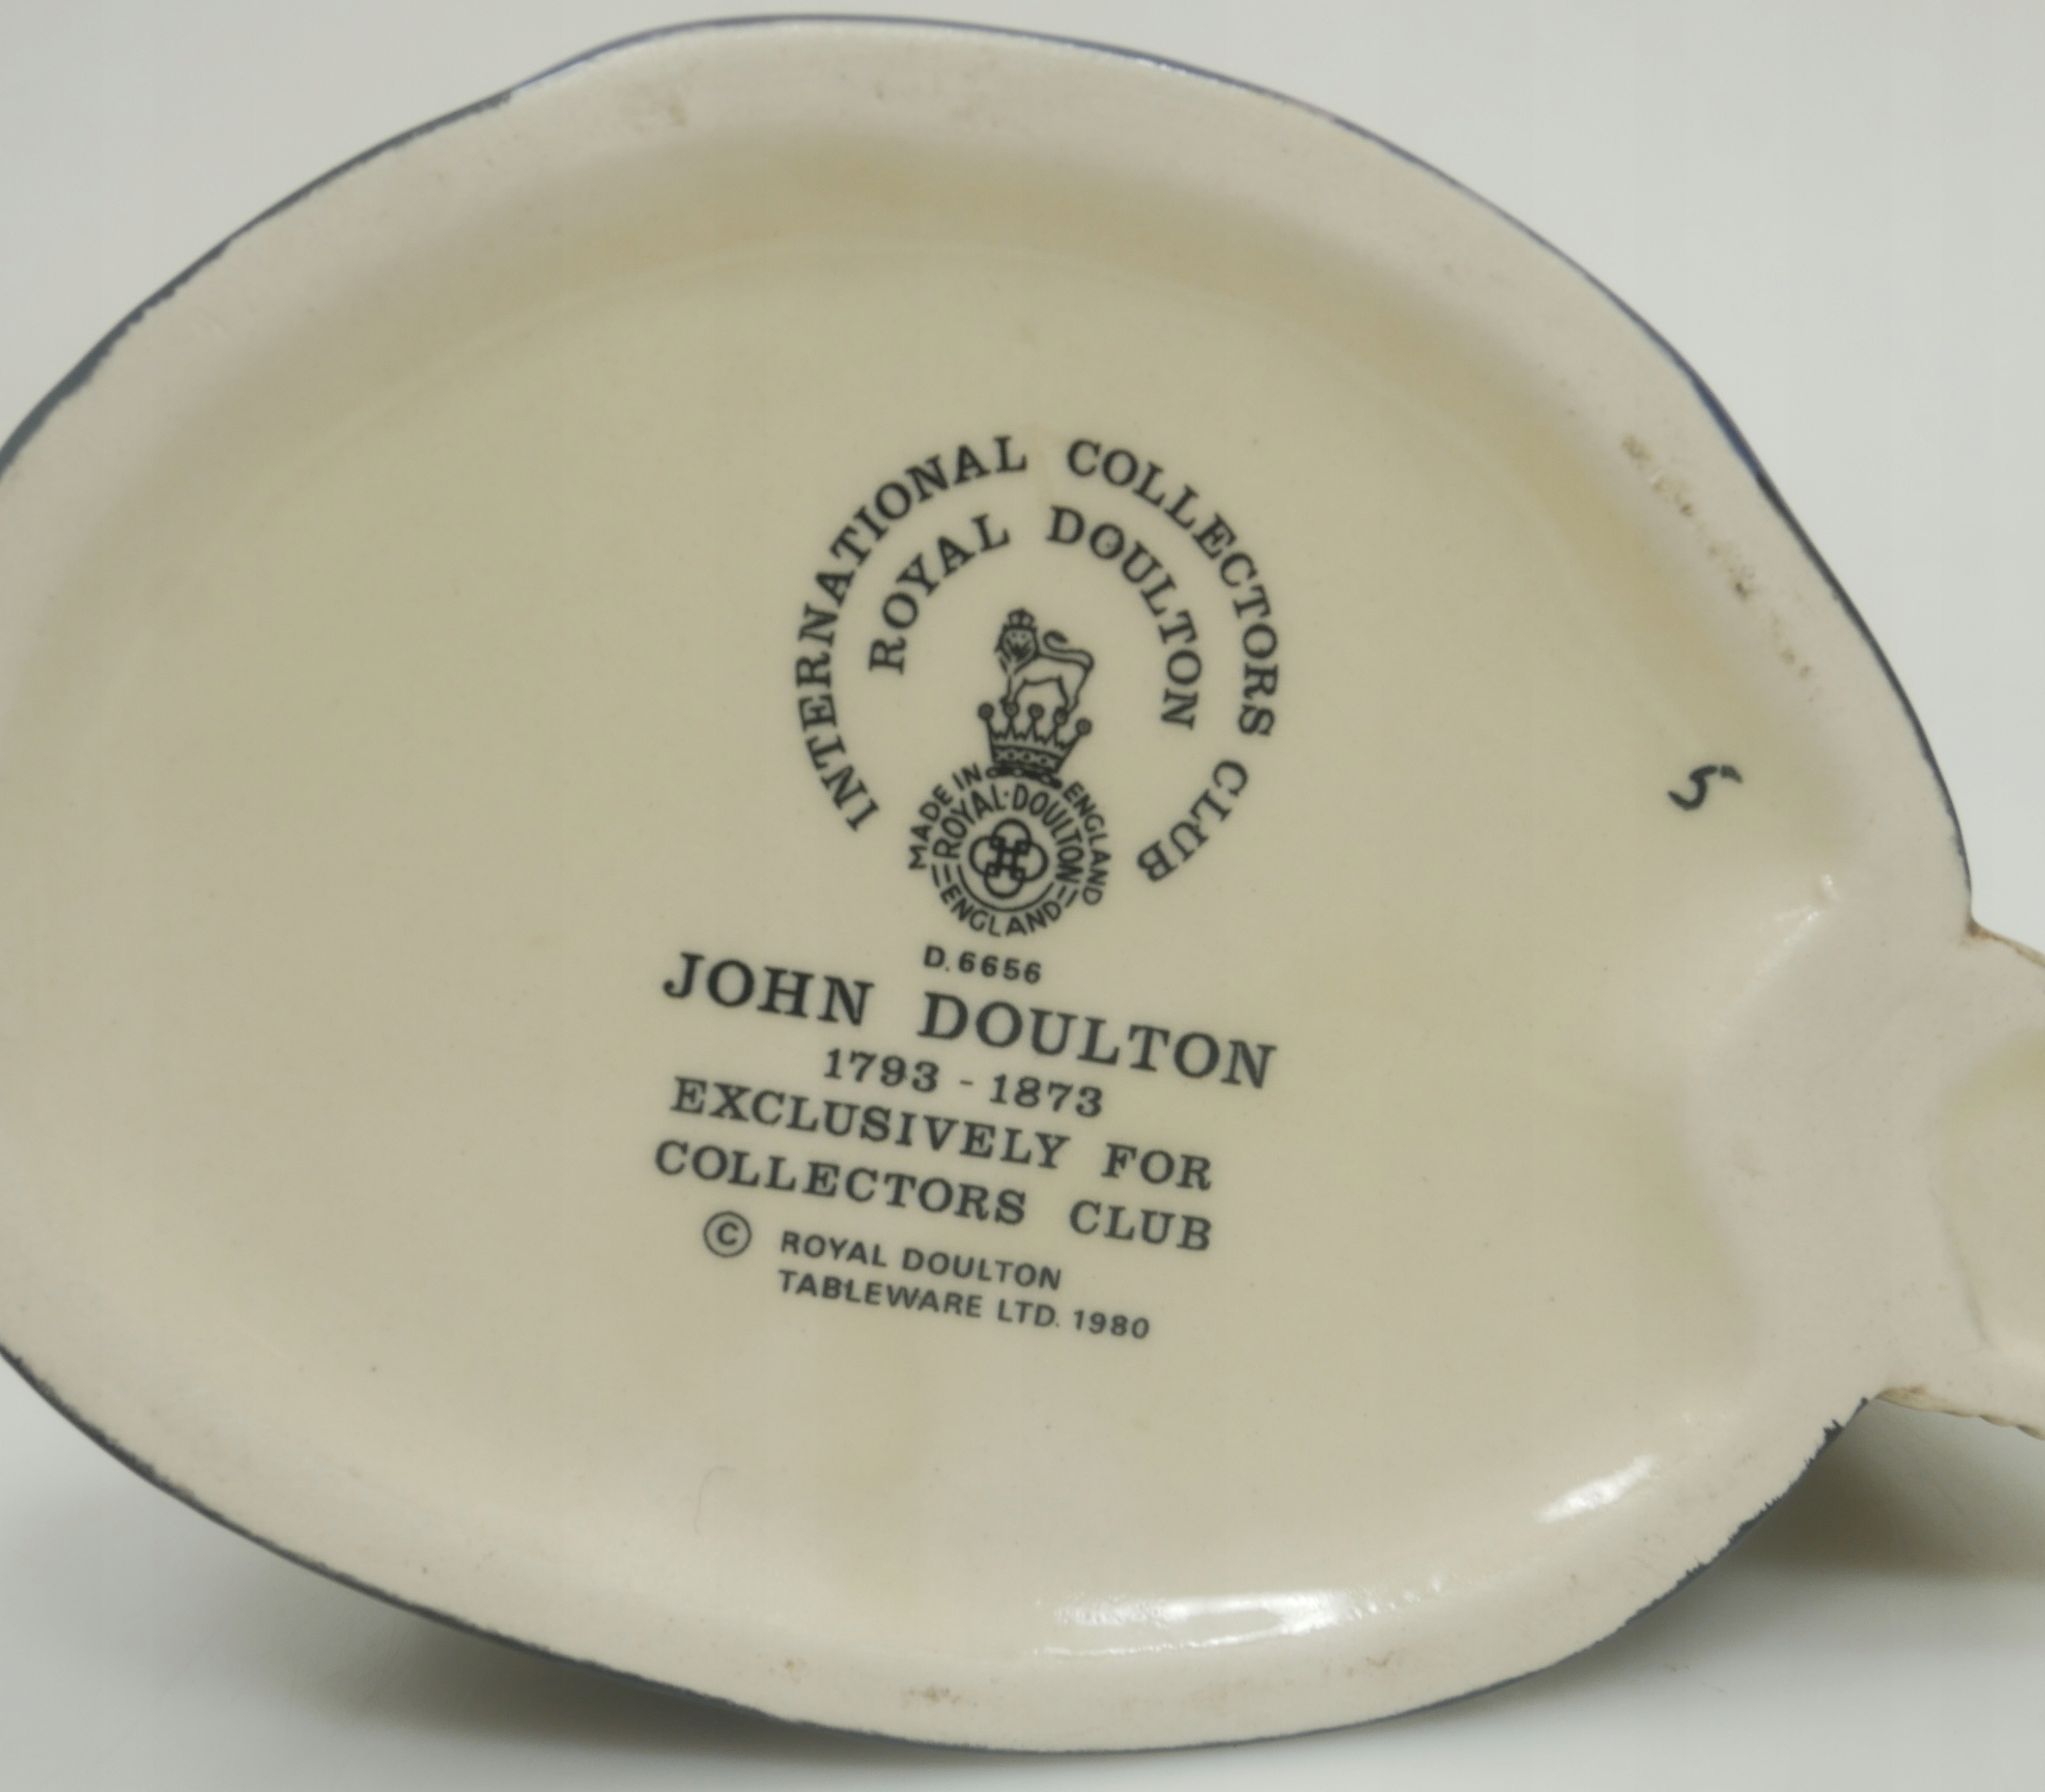 INTERNATIONAL COLLECTORS CLUB
ROYAL DOULTON
MADE IN ENGLAND
ROYAL·DOULTON
ENGLAND
D.6656
JOHN DOULTON
1793 - 1873
EXCLUSIVELY FOR
COLLECTORS CLUB
© ROYAL DOULTON
TABLEWARE LTD. 1980
5